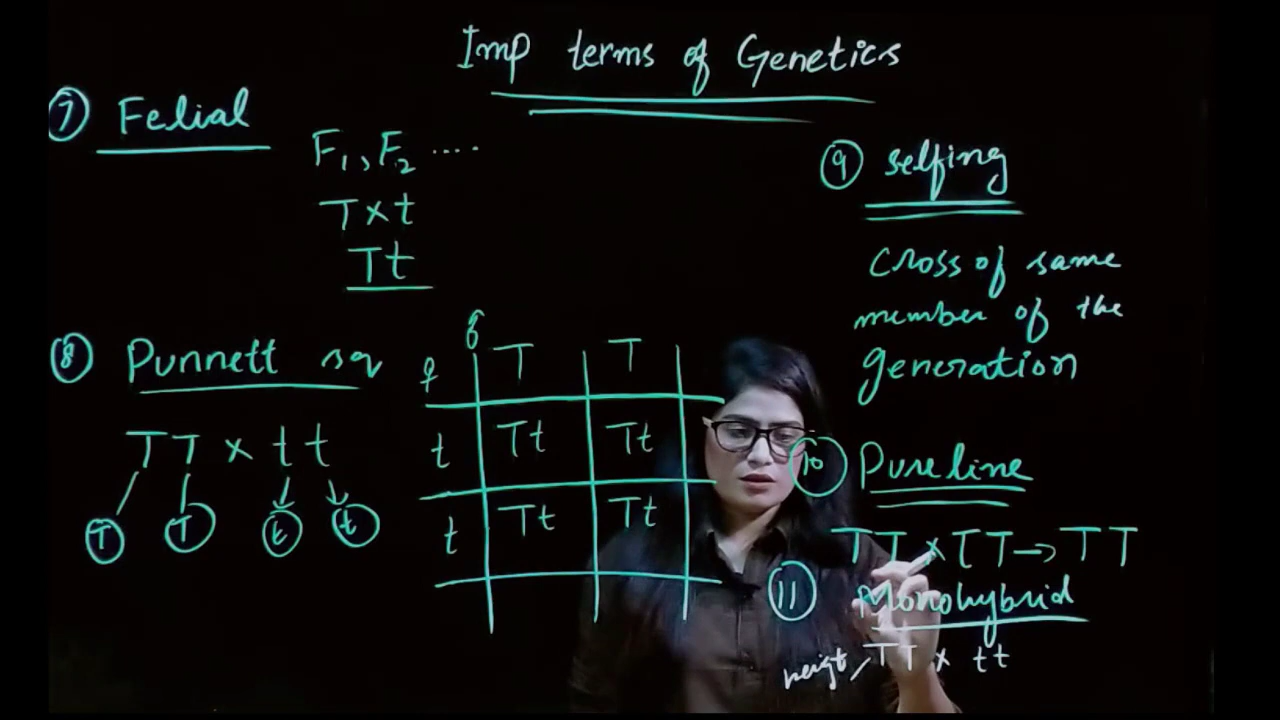 Imp terms of Genetics
7 Felial
F1, F2 ....
T x t
Tt
8 Punnett sq
TT x tt
T T t t
♂
♀ T T
t Tt Tt
t Tt Tt
9 selfing
Cross of same
member of the
generation
10 Pureline
TT x TT → TT
11 Monohybrid
heigt, TT x tt